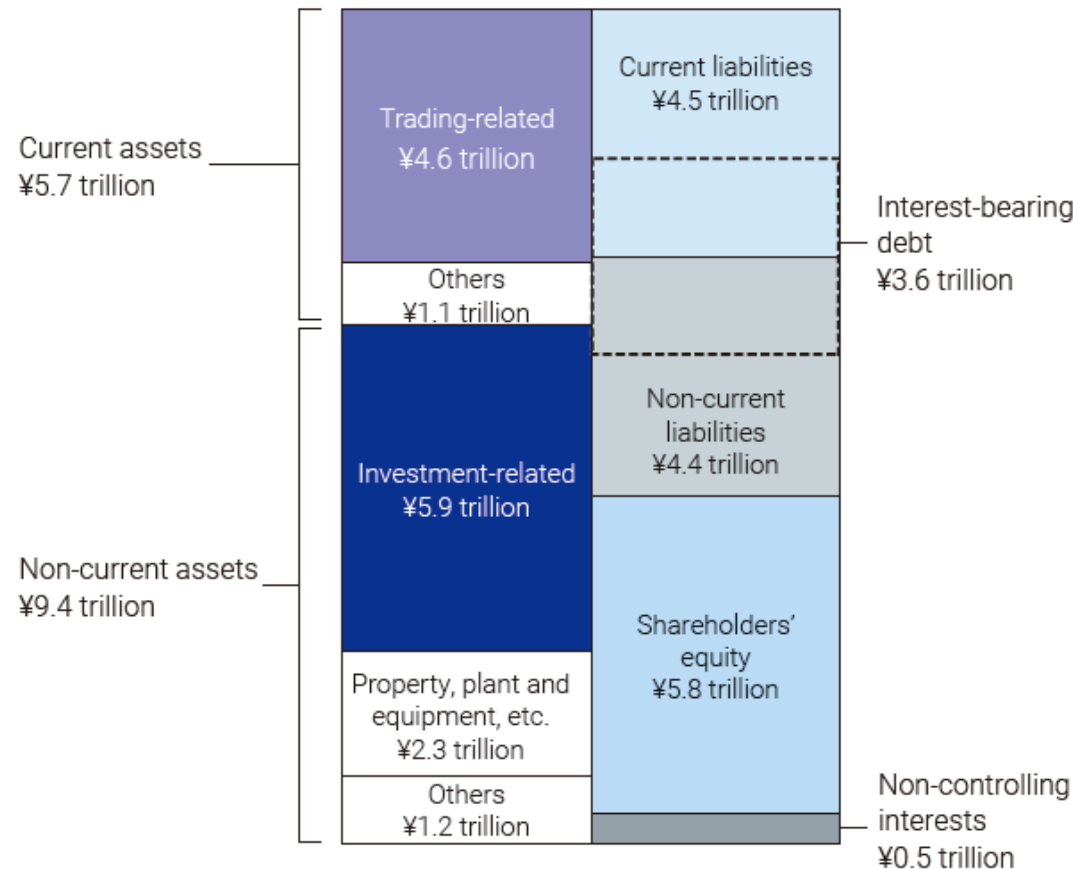 Current assets
¥5.7 trillion
Non-current assets
¥9.4 trillion
Trading-related
¥4.6 trillion
Others
¥1.1 trillion
Investment-related
¥5.9 trillion
Property, plant and
equipment, etc.
¥2.3 trillion
Others
¥1.2 trillion
Current liabilities
¥4.5 trillion
Non-current
liabilities
¥4.4 trillion
Shareholders’
equity
¥5.8 trillion
Interest-bearing
debt
¥3.6 trillion
Non-controlling
interests
¥0.5 trillion